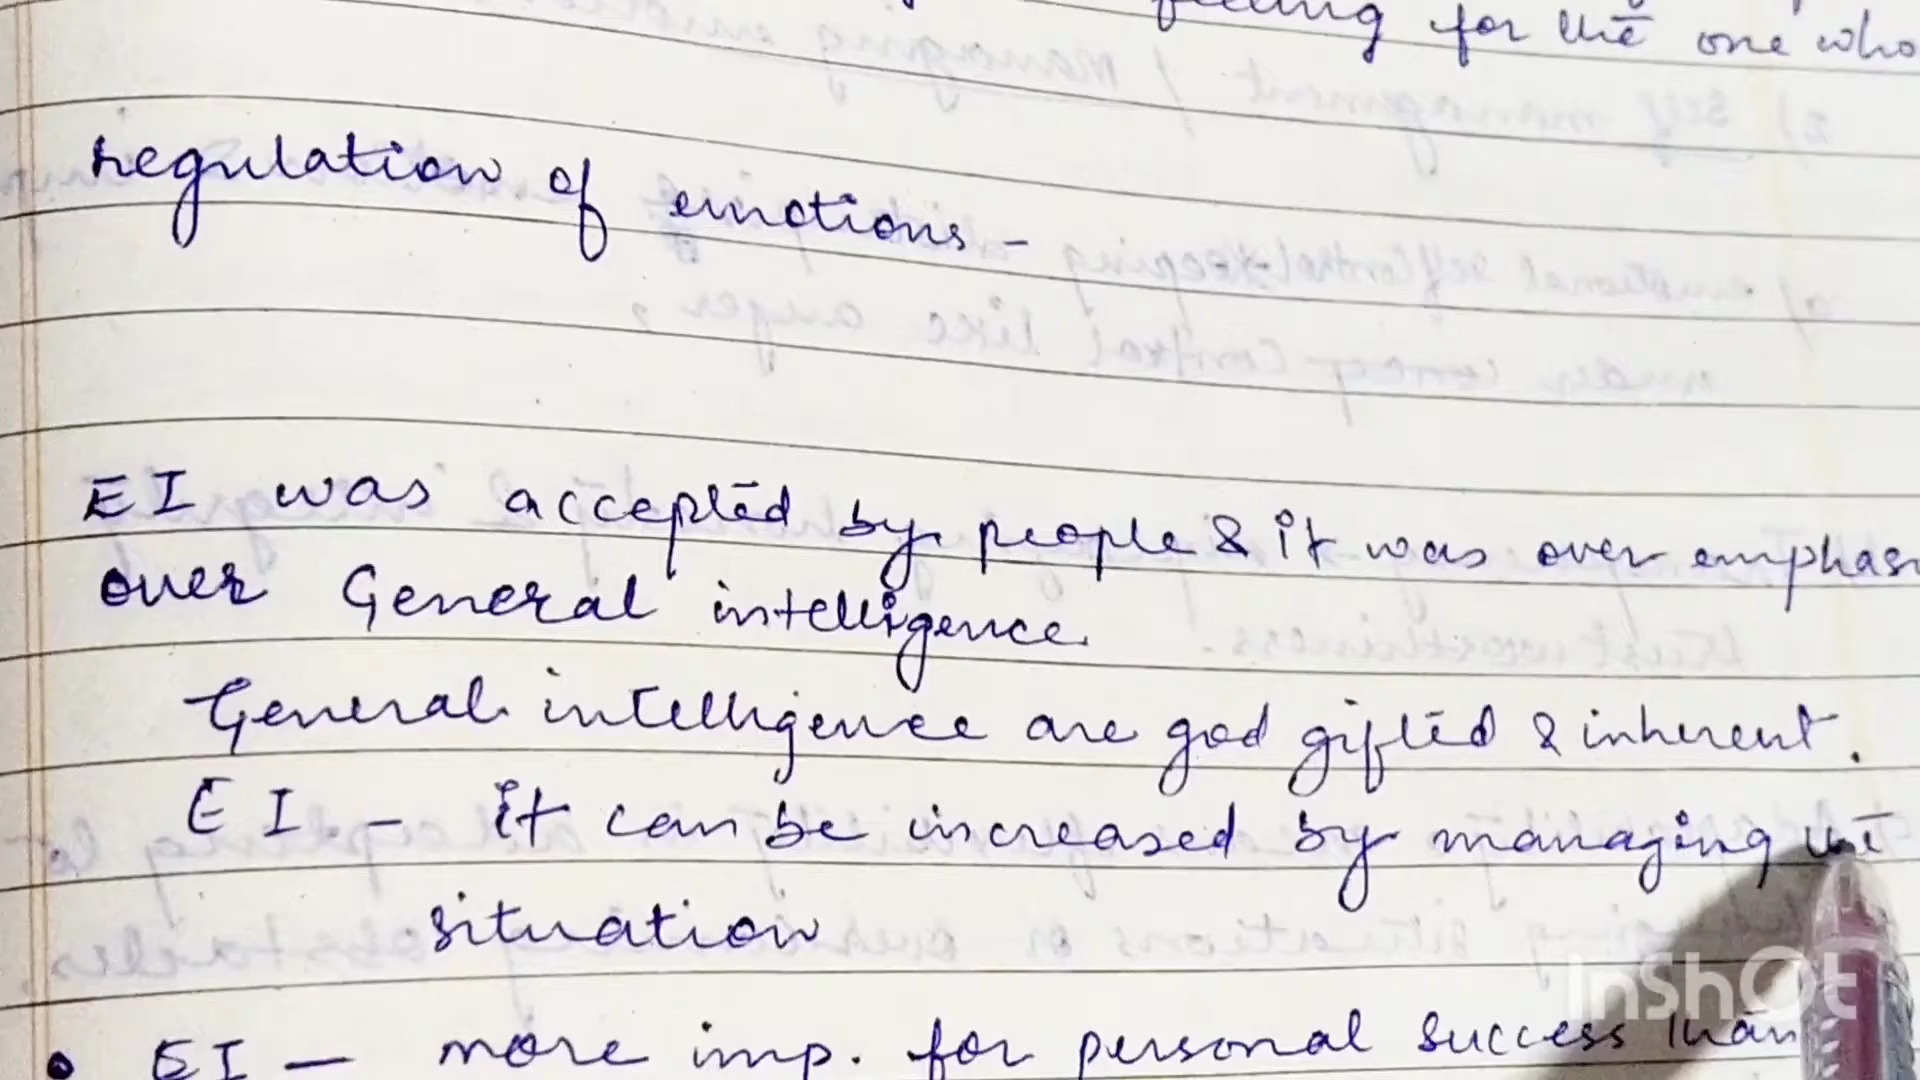 feeling for the one who
regulation of emotions -
EI was accepted by people & it was over emphas
over General intelligence.
General intelligence are god gifted & inherent.
EI - it can be increased by managing the
situation
• EI - more imp. for personal success than
InShOt